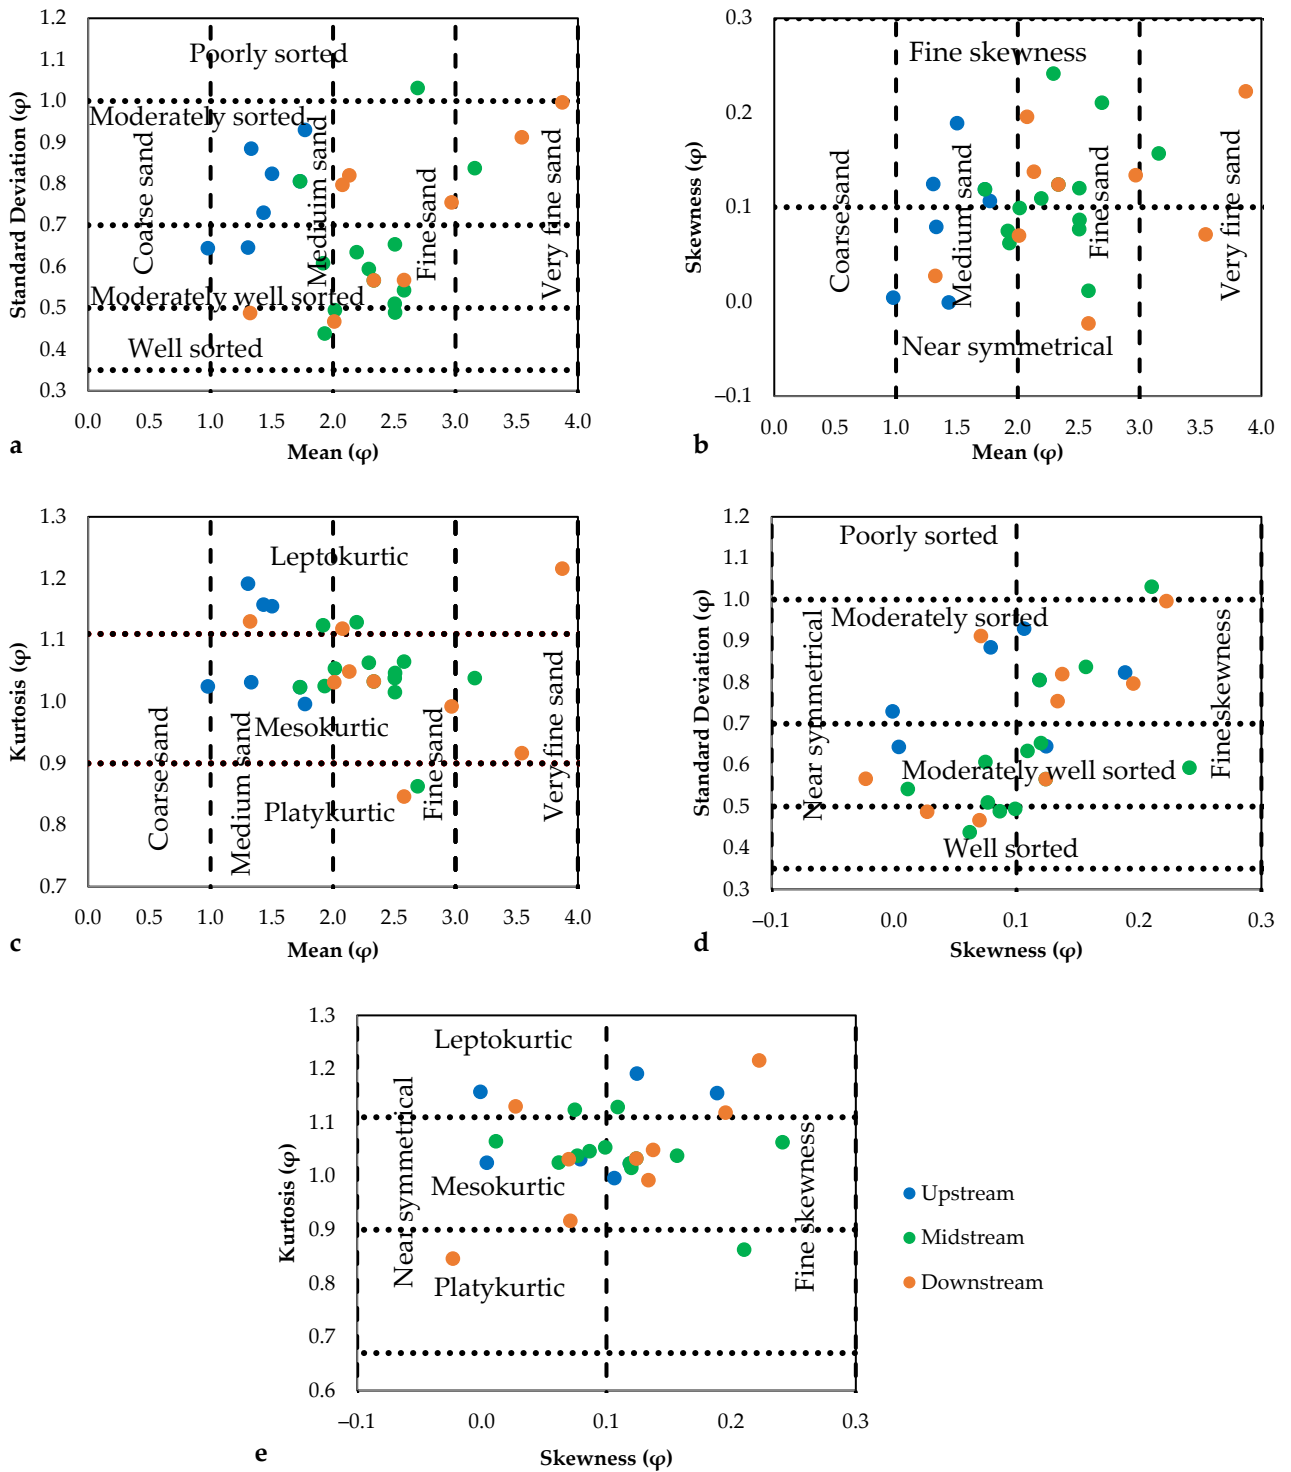 1.2
1.1
1.0
0.9
0.8
0.7
0.6
0.5
0.4
0.3
Standard Deviation (φ)
Poorly sorted
Moderately sorted
Coarse sand
Mediuim sand
Fine sand
Very fine sand
Moderately well sorted
Well sorted
0.0 0.5 1.0 1.5 2.0 2.5 3.0 3.5 4.0
Mean (φ)
a
0.3
0.2
0.1
0.0
−0.1
Skewness (φ)
Fine skewness
Coarse sand
Medium sand
Fine sand
Very fine sand
Near symmetrical
0.0 0.5 1.0 1.5 2.0 2.5 3.0 3.5 4.0
Mean (φ)
b
1.3
1.2
1.1
1.0
0.9
0.8
0.7
Kurtosis (φ)
Leptokurtic
Mesokurtic
Platykurtic
Coarse sand
Medium sand
Fine sand
Very fine sand
0.0 0.5 1.0 1.5 2.0 2.5 3.0 3.5 4.0
Mean (φ)
c
1.2
1.1
1.0
0.9
0.8
0.7
0.6
0.5
0.4
0.3
Standard Deviation (φ)
Poorly sorted
Moderately sorted
Near symmetrical
Fine skewness
Moderately well sorted
Well sorted
−0.1 0.0 0.1 0.2 0.3
Skewness (φ)
d
1.3
1.2
1.1
1.0
0.9
0.8
0.7
0.6
Kurtosis (φ)
Leptokurtic
Near symmetrical
Mesokurtic
Fine skewness
Platykurtic
−0.1 0.0 0.1 0.2 0.3
Skewness (φ)
e
Upstream
Midstream
Downstream